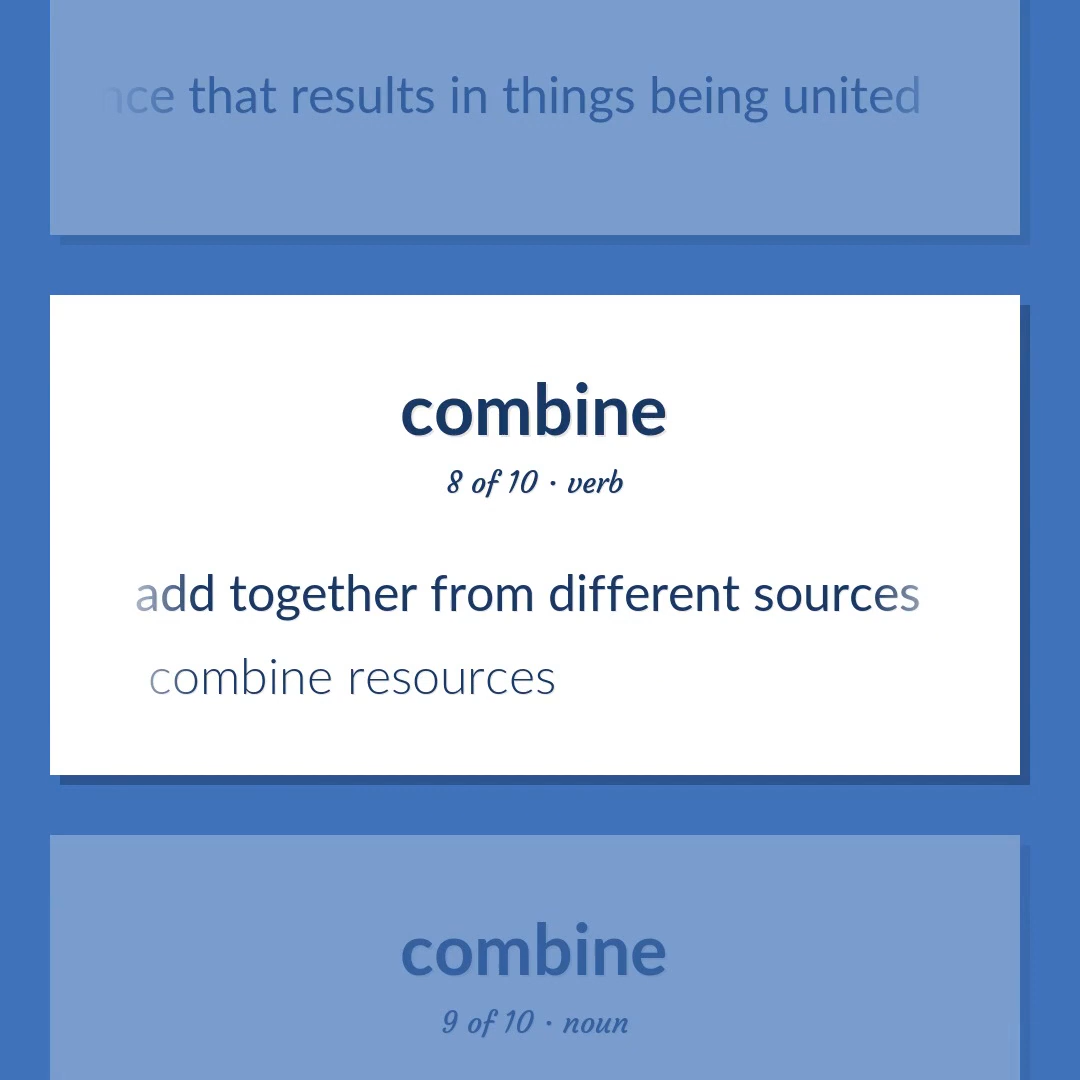 that results in things being united
combine
8 of 10 · verb
add together from different sources
combine resources
combine
9 of 10 · noun